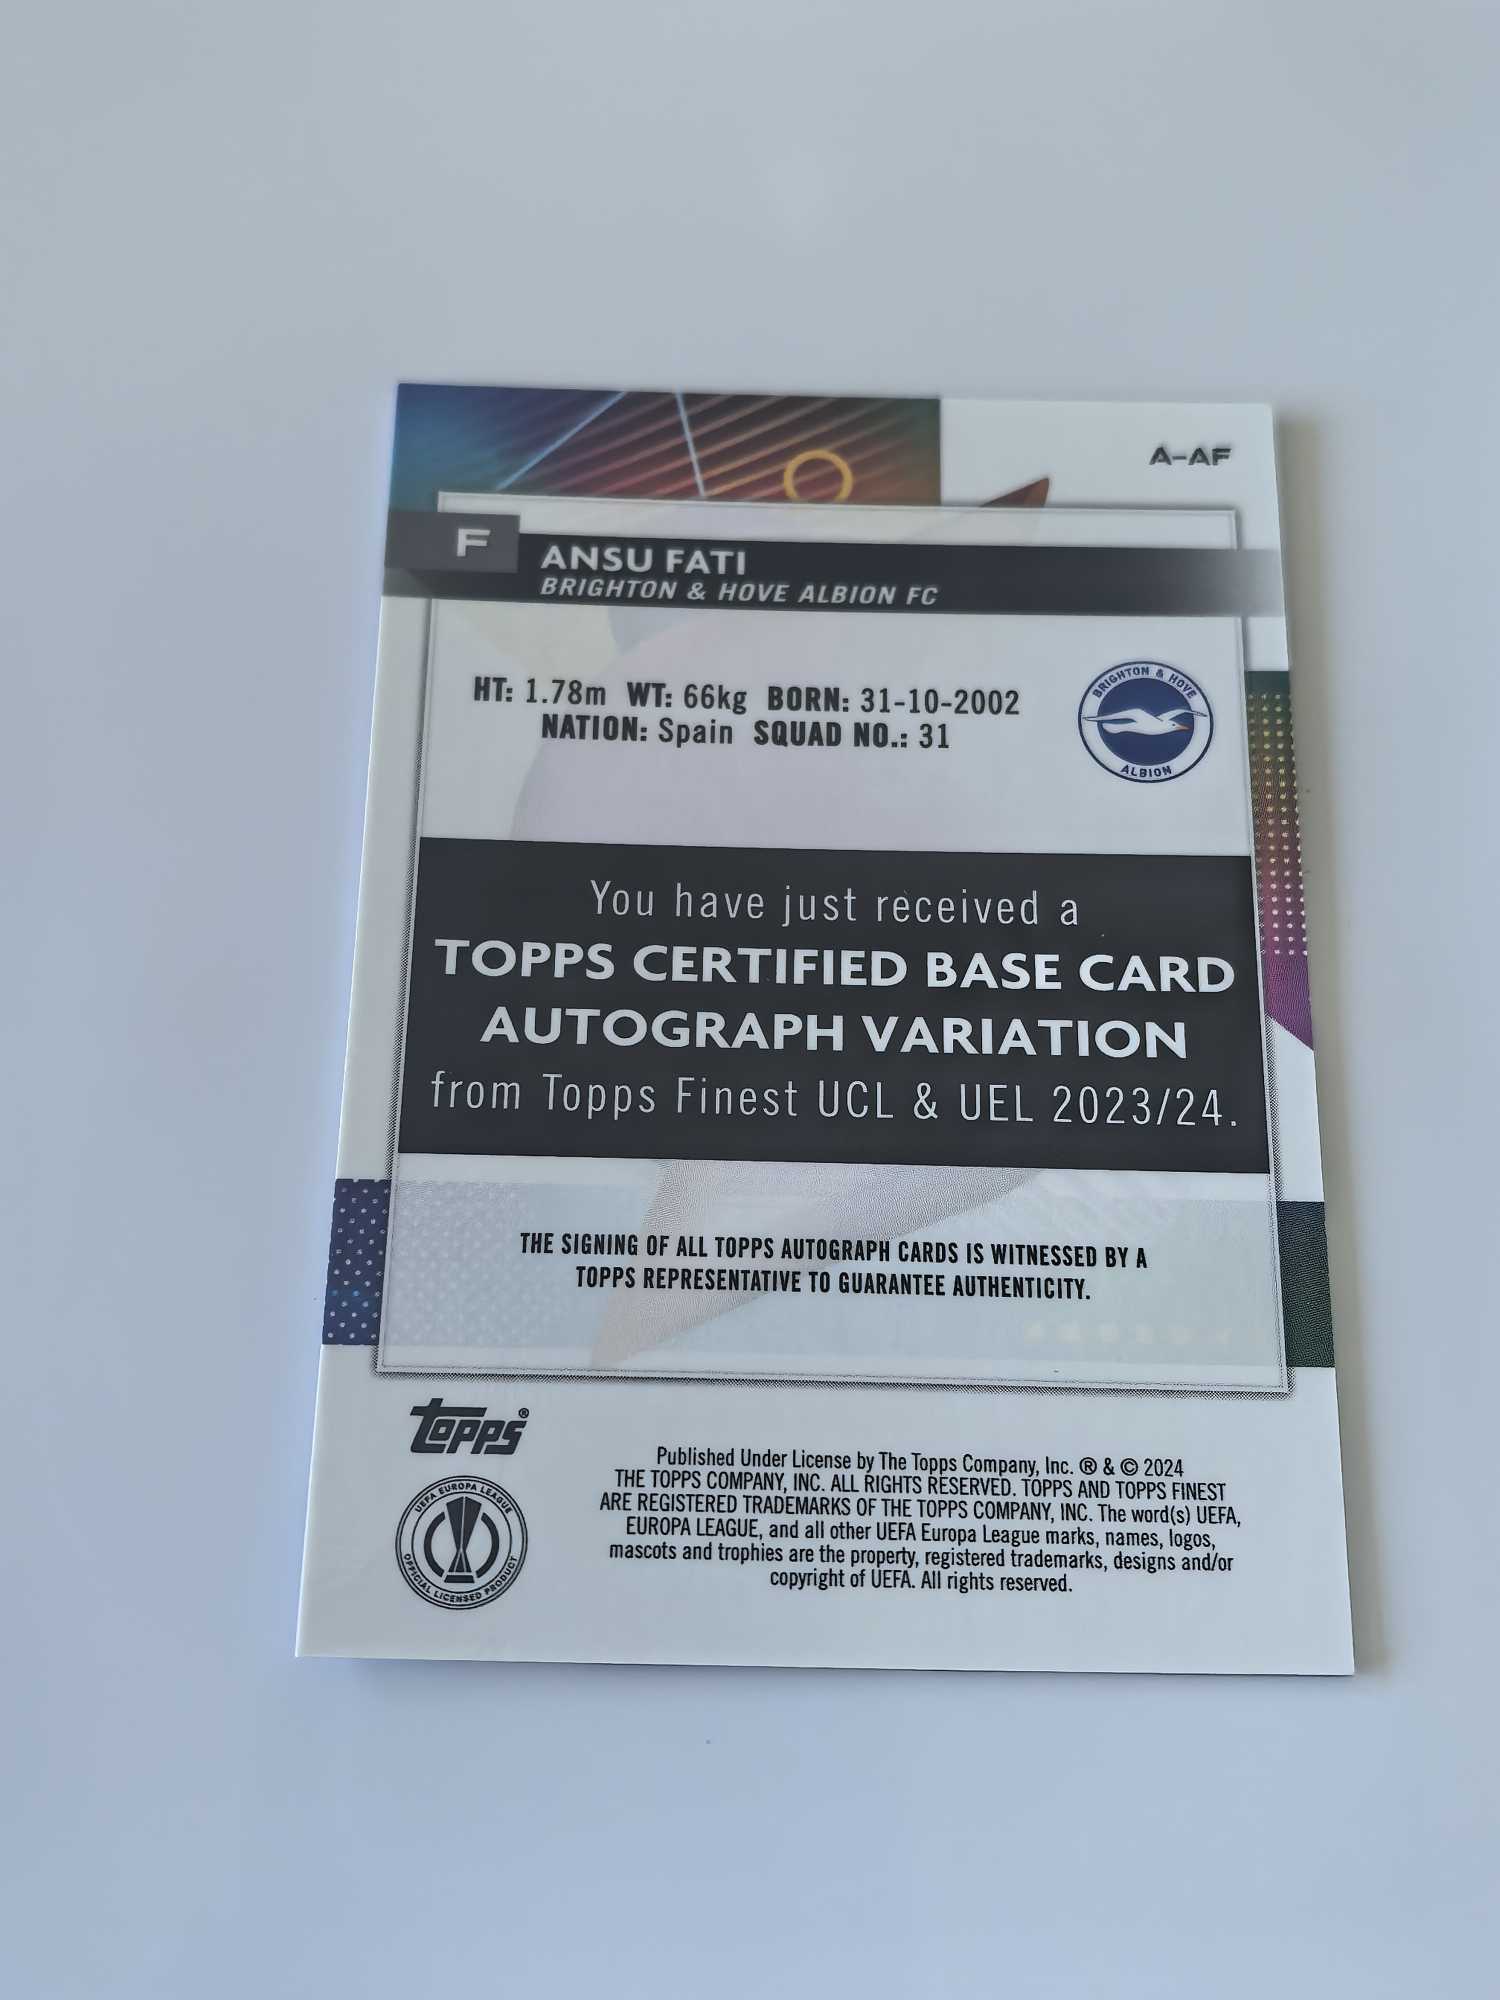 A-AF
F
ANSU FATI
BRIGHTON & HOVE ALBION FC
HT: 1.78m WT: 66kg BORN: 31-10-2002
NATION: Spain SQUAD NO.: 31
BRIGHTON & HOVE
ALBION
You have just received a
TOPPS CERTIFIED BASE CARD
AUTOGRAPH VARIATION
from Topps Finest UCL & UEL 2023/24.
THE SIGNING OF ALL TOPPS AUTOGRAPH CARDS IS WITNESSED BY A
TOPPS REPRESENTATIVE TO GUARANTEE AUTHENTICITY.
topps®
UEFA EUROPA LEAGUE
OFFICIAL LICENSED PRODUCT
Published Under License by The Topps Company, Inc. ® & © 2024
THE TOPPS COMPANY, INC. ALL RIGHTS RESERVED. TOPPS AND TOPPS FINEST
ARE REGISTERED TRADEMARKS OF THE TOPPS COMPANY, INC. The word(s) UEFA,
EUROPA LEAGUE, and all other UEFA Europa League marks, names, logos,
mascots and trophies are the property, registered trademarks, designs and/or
copyright of UEFA. All rights reserved.